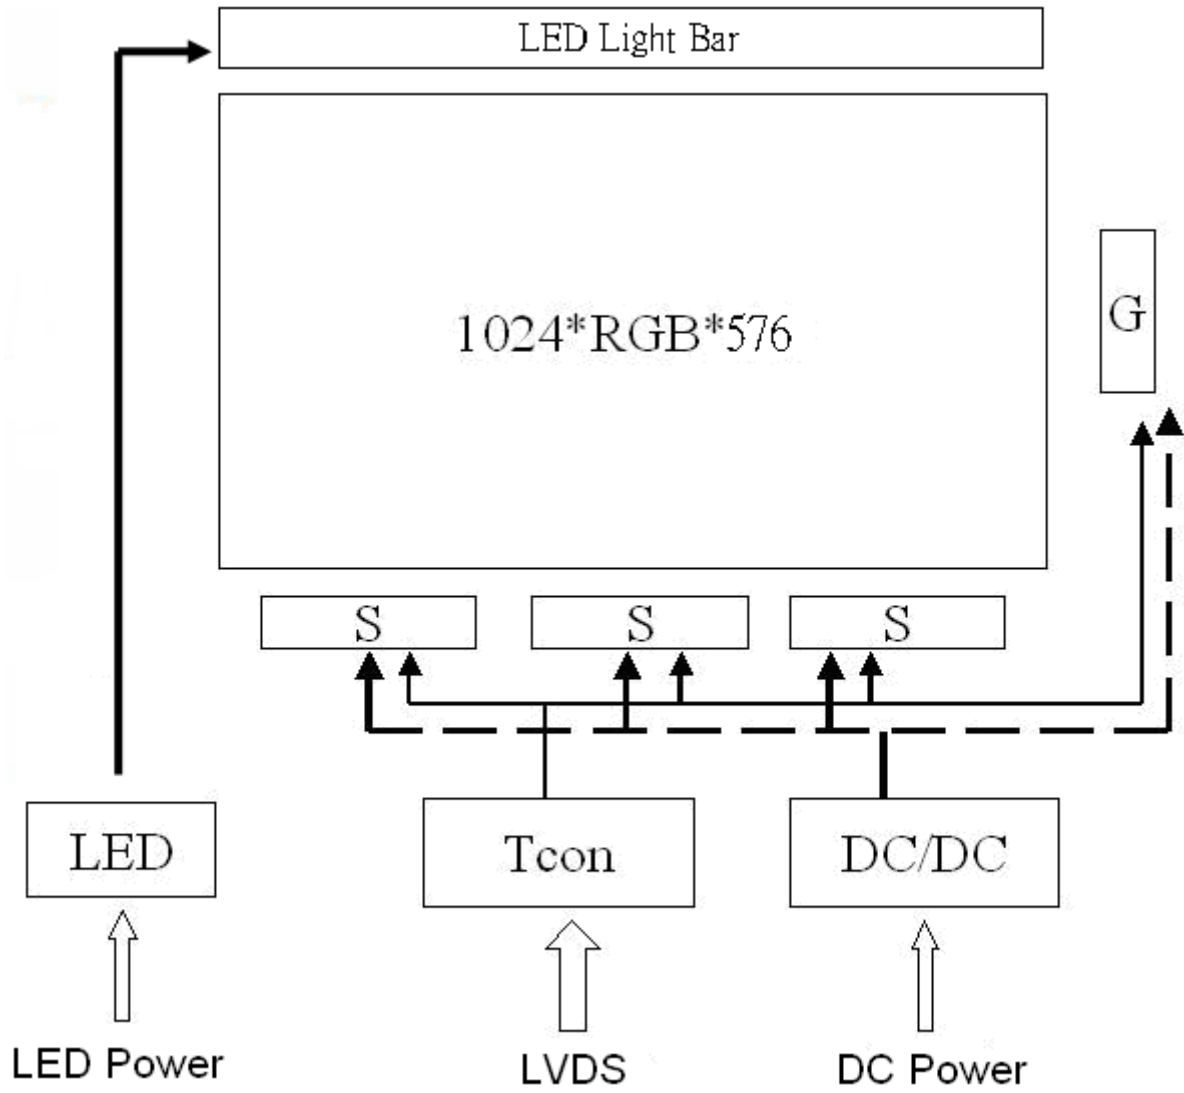 LED Light Bar
1024*RGB*576
G
S
S
S
LED
Tcon
DC/DC
LED Power
LVDS
DC Power